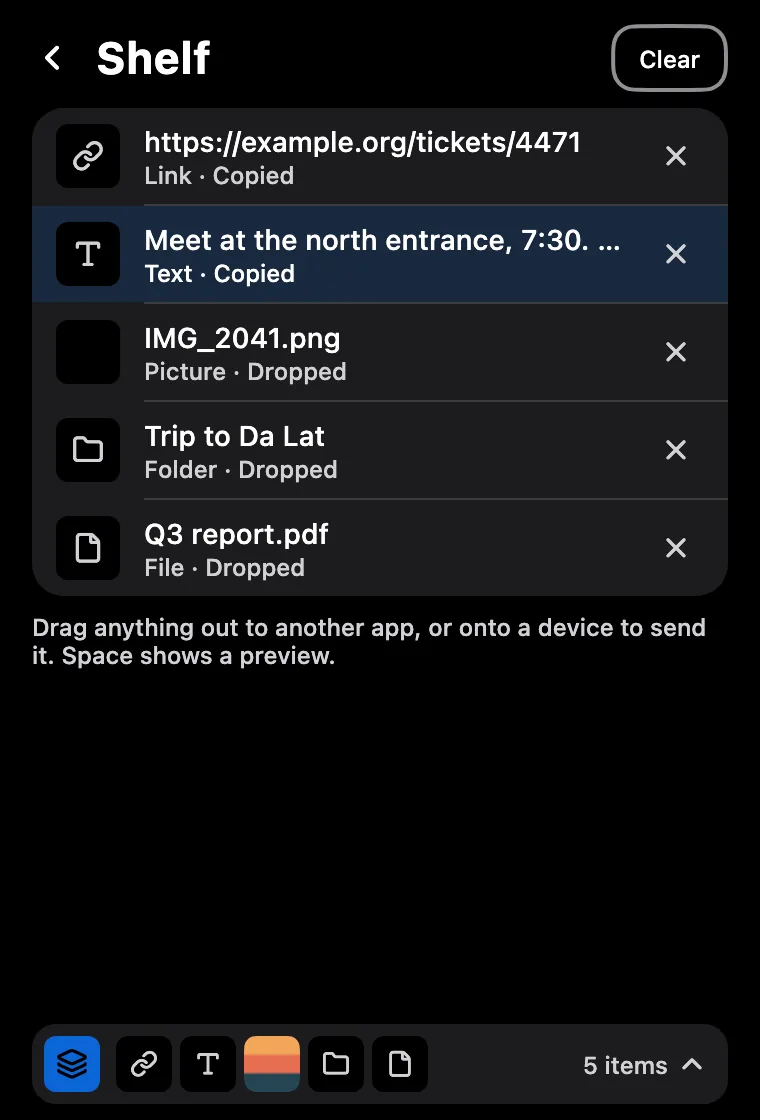 Shelf
Clear
https://example.org/tickets/4471
Link · Copied
Meet at the north entrance, 7:30. ...
Text · Copied
IMG_2041.png
Picture · Dropped
Trip to Da Lat
Folder · Dropped
Q3 report.pdf
File · Dropped
Drag anything out to another app, or onto a device to send
it. Space shows a preview.
5 items